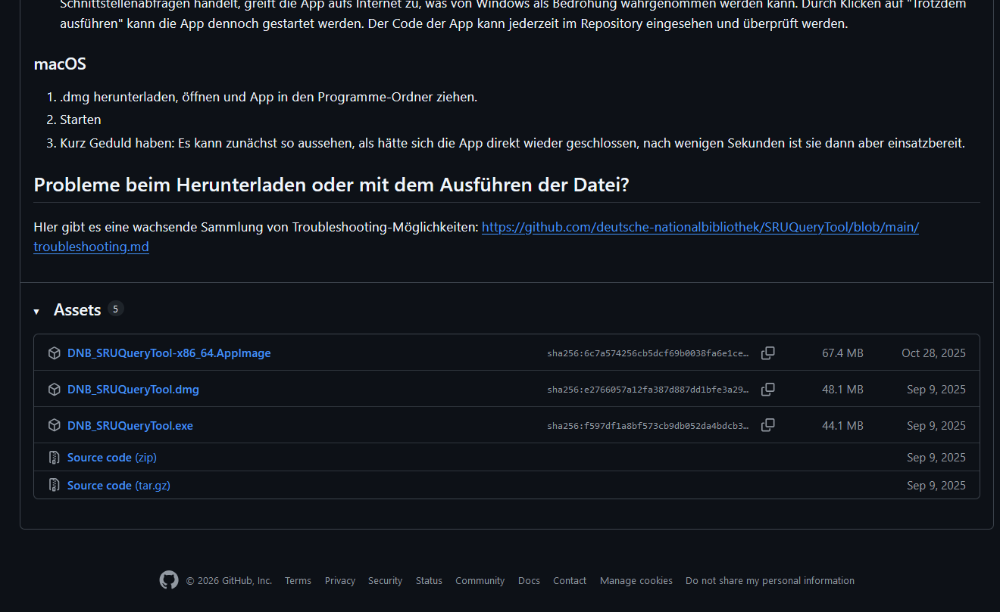 Schnittstellenabfragen handelt, greift die App aufs Internet zu, was von Windows als Bedrohung wahrgenommen werden kann. Durch Klicken auf "Trotzdem
ausführen" kann die App dennoch gestartet werden. Der Code der App kann jederzeit im Repository eingesehen und überprüft werden.
macOS
1. .dmg herunterladen, öffnen und App in den Programme-Ordner ziehen.
2. Starten
3. Kurz Geduld haben: Es kann zunächst so aussehen, als hätte sich die App direkt wieder geschlossen, nach wenigen Sekunden ist sie dann aber einsatzbereit.
Probleme beim Herunterladen oder mit dem Ausführen der Datei?
HIer gibt es eine wachsende Sammlung von Troubleshooting-Möglichkeiten: https://github.com/deutsche-nationalbibliothek/SRUQueryTool/blob/main/
troubleshooting.md
Assets 5
DNB_SRUQueryTool-x86_64.AppImage sha256:6c7a574256cb5dcf69b0038fa6e1ce… 67.4 MB Oct 28, 2025
DNB_SRUQueryTool.dmg sha256:e2766057a12fa387d887dd1bfe3a29… 48.1 MB Sep 9, 2025
DNB_SRUQueryTool.exe sha256:f597df1a8bf573cb9db052da4bdcb3… 44.1 MB Sep 9, 2025
Source code (zip) Sep 9, 2025
Source code (tar.gz) Sep 9, 2025
© 2026 GitHub, Inc. Terms Privacy Security Status Community Docs Contact Manage cookies Do not share my personal information